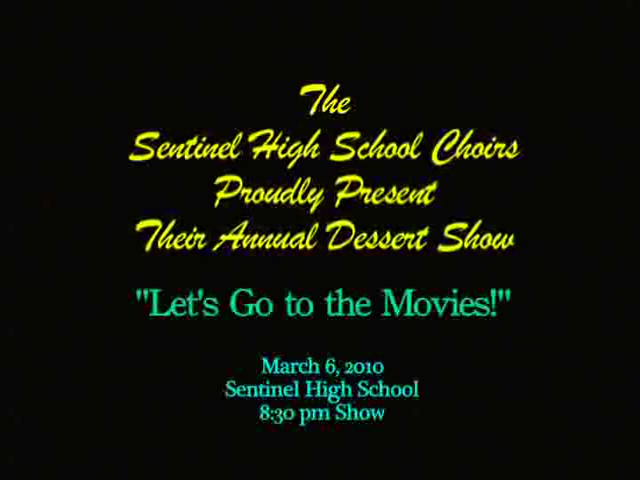 The
Sentinel High School Choirs
Proudly Present
Their Annual Dessert Show
"Let's Go to the Movies!"
March 6, 2010
Sentinel High School
8:30 pm Show